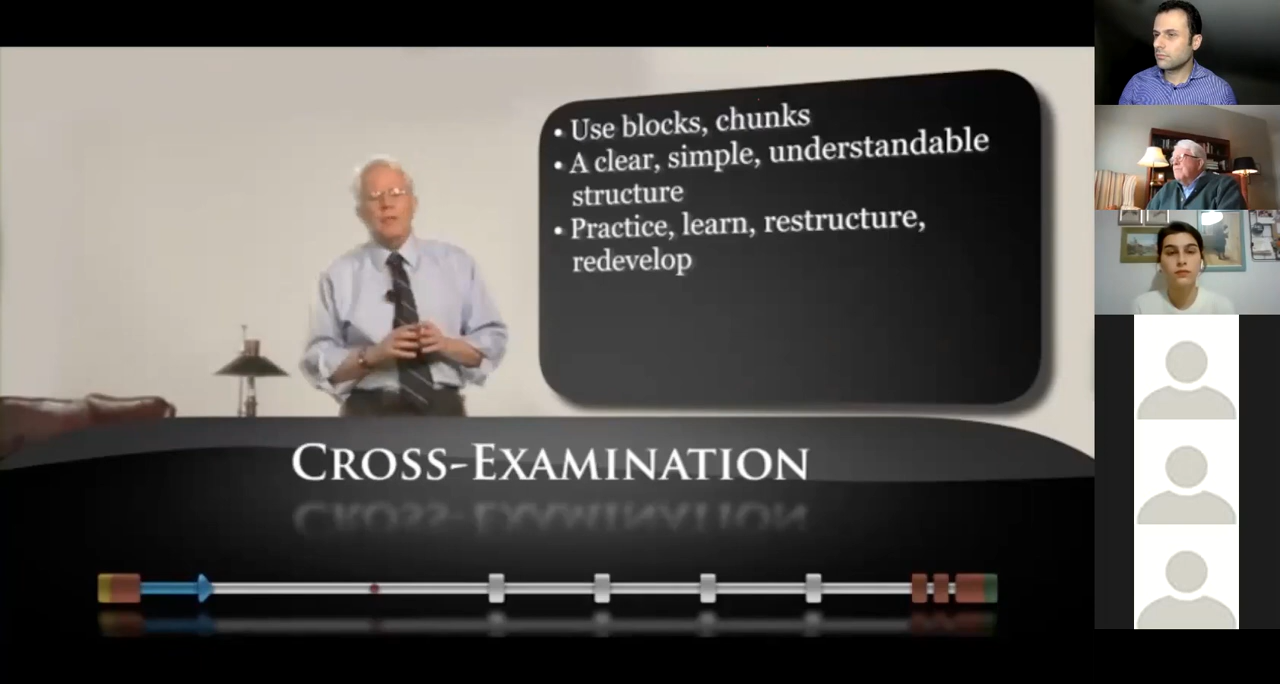 • Use blocks, chunks
• A clear, simple, understandable
structure
• Practice, learn, restructure,
redevelop
CROSS-EXAMINATION